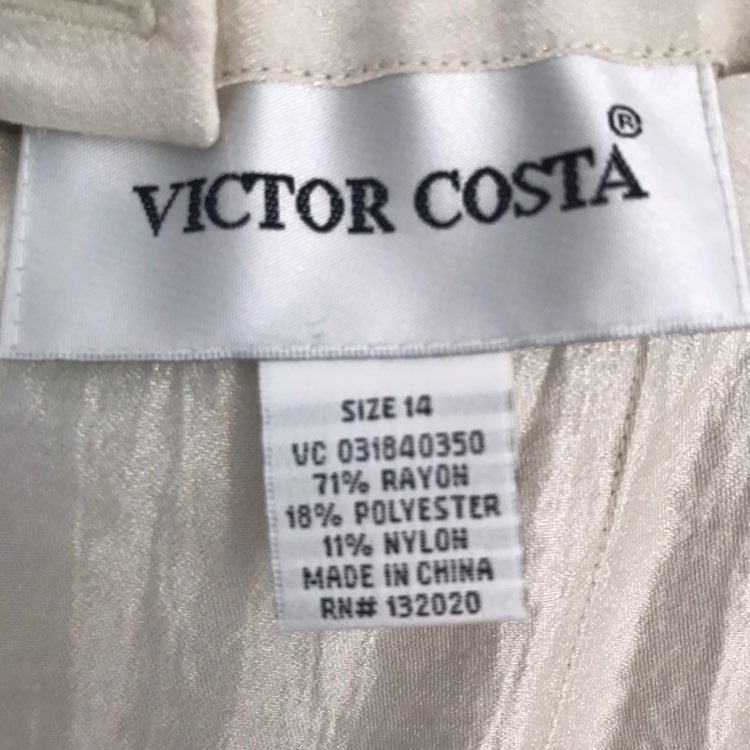 VICTOR COSTA®
SIZE 14
VC 031840350
71% RAYON
18% POLYESTER
11% NYLON
MADE IN CHINA
RN# 132020